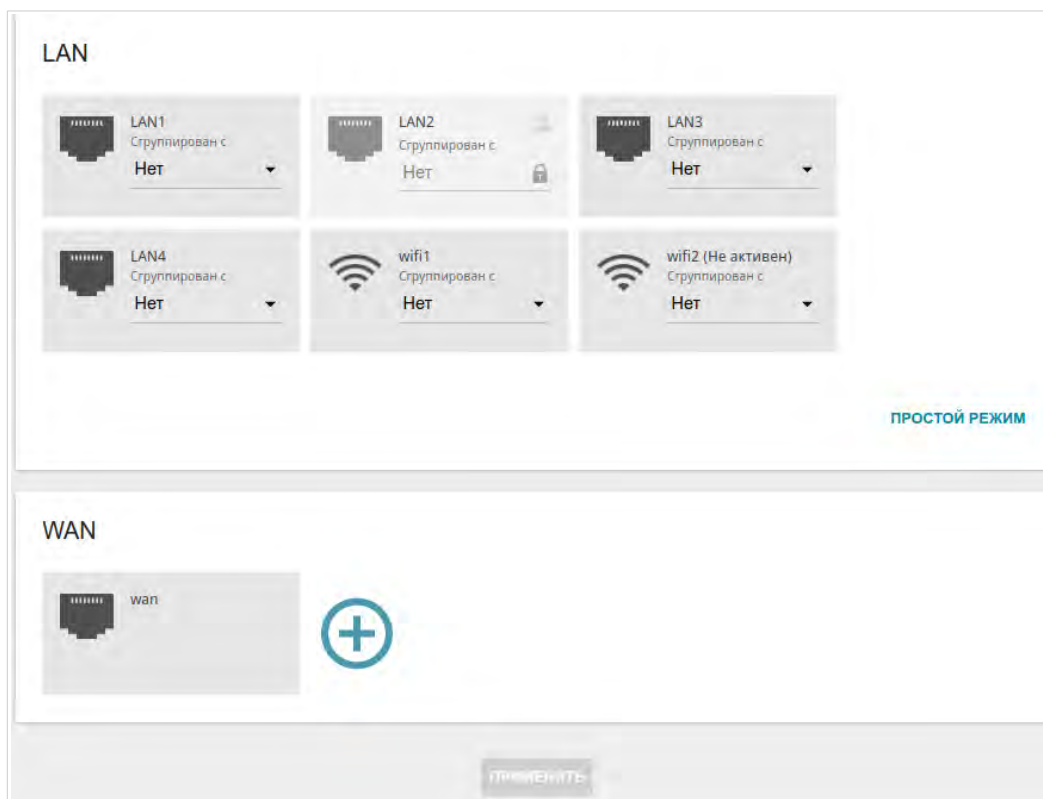 LAN
LAN1
Сгруппирован с
Нет
LAN2
Сгруппирован с
Нет
LAN3
Сгруппирован с
Нет
LAN4
Сгруппирован с
Нет
wifi1
Сгруппирован с
Нет
wifi2 (Не активен)
Сгруппирован с
Нет
ПРОСТОЙ РЕЖИМ
WAN
wan
ПРИМЕНИТЬ